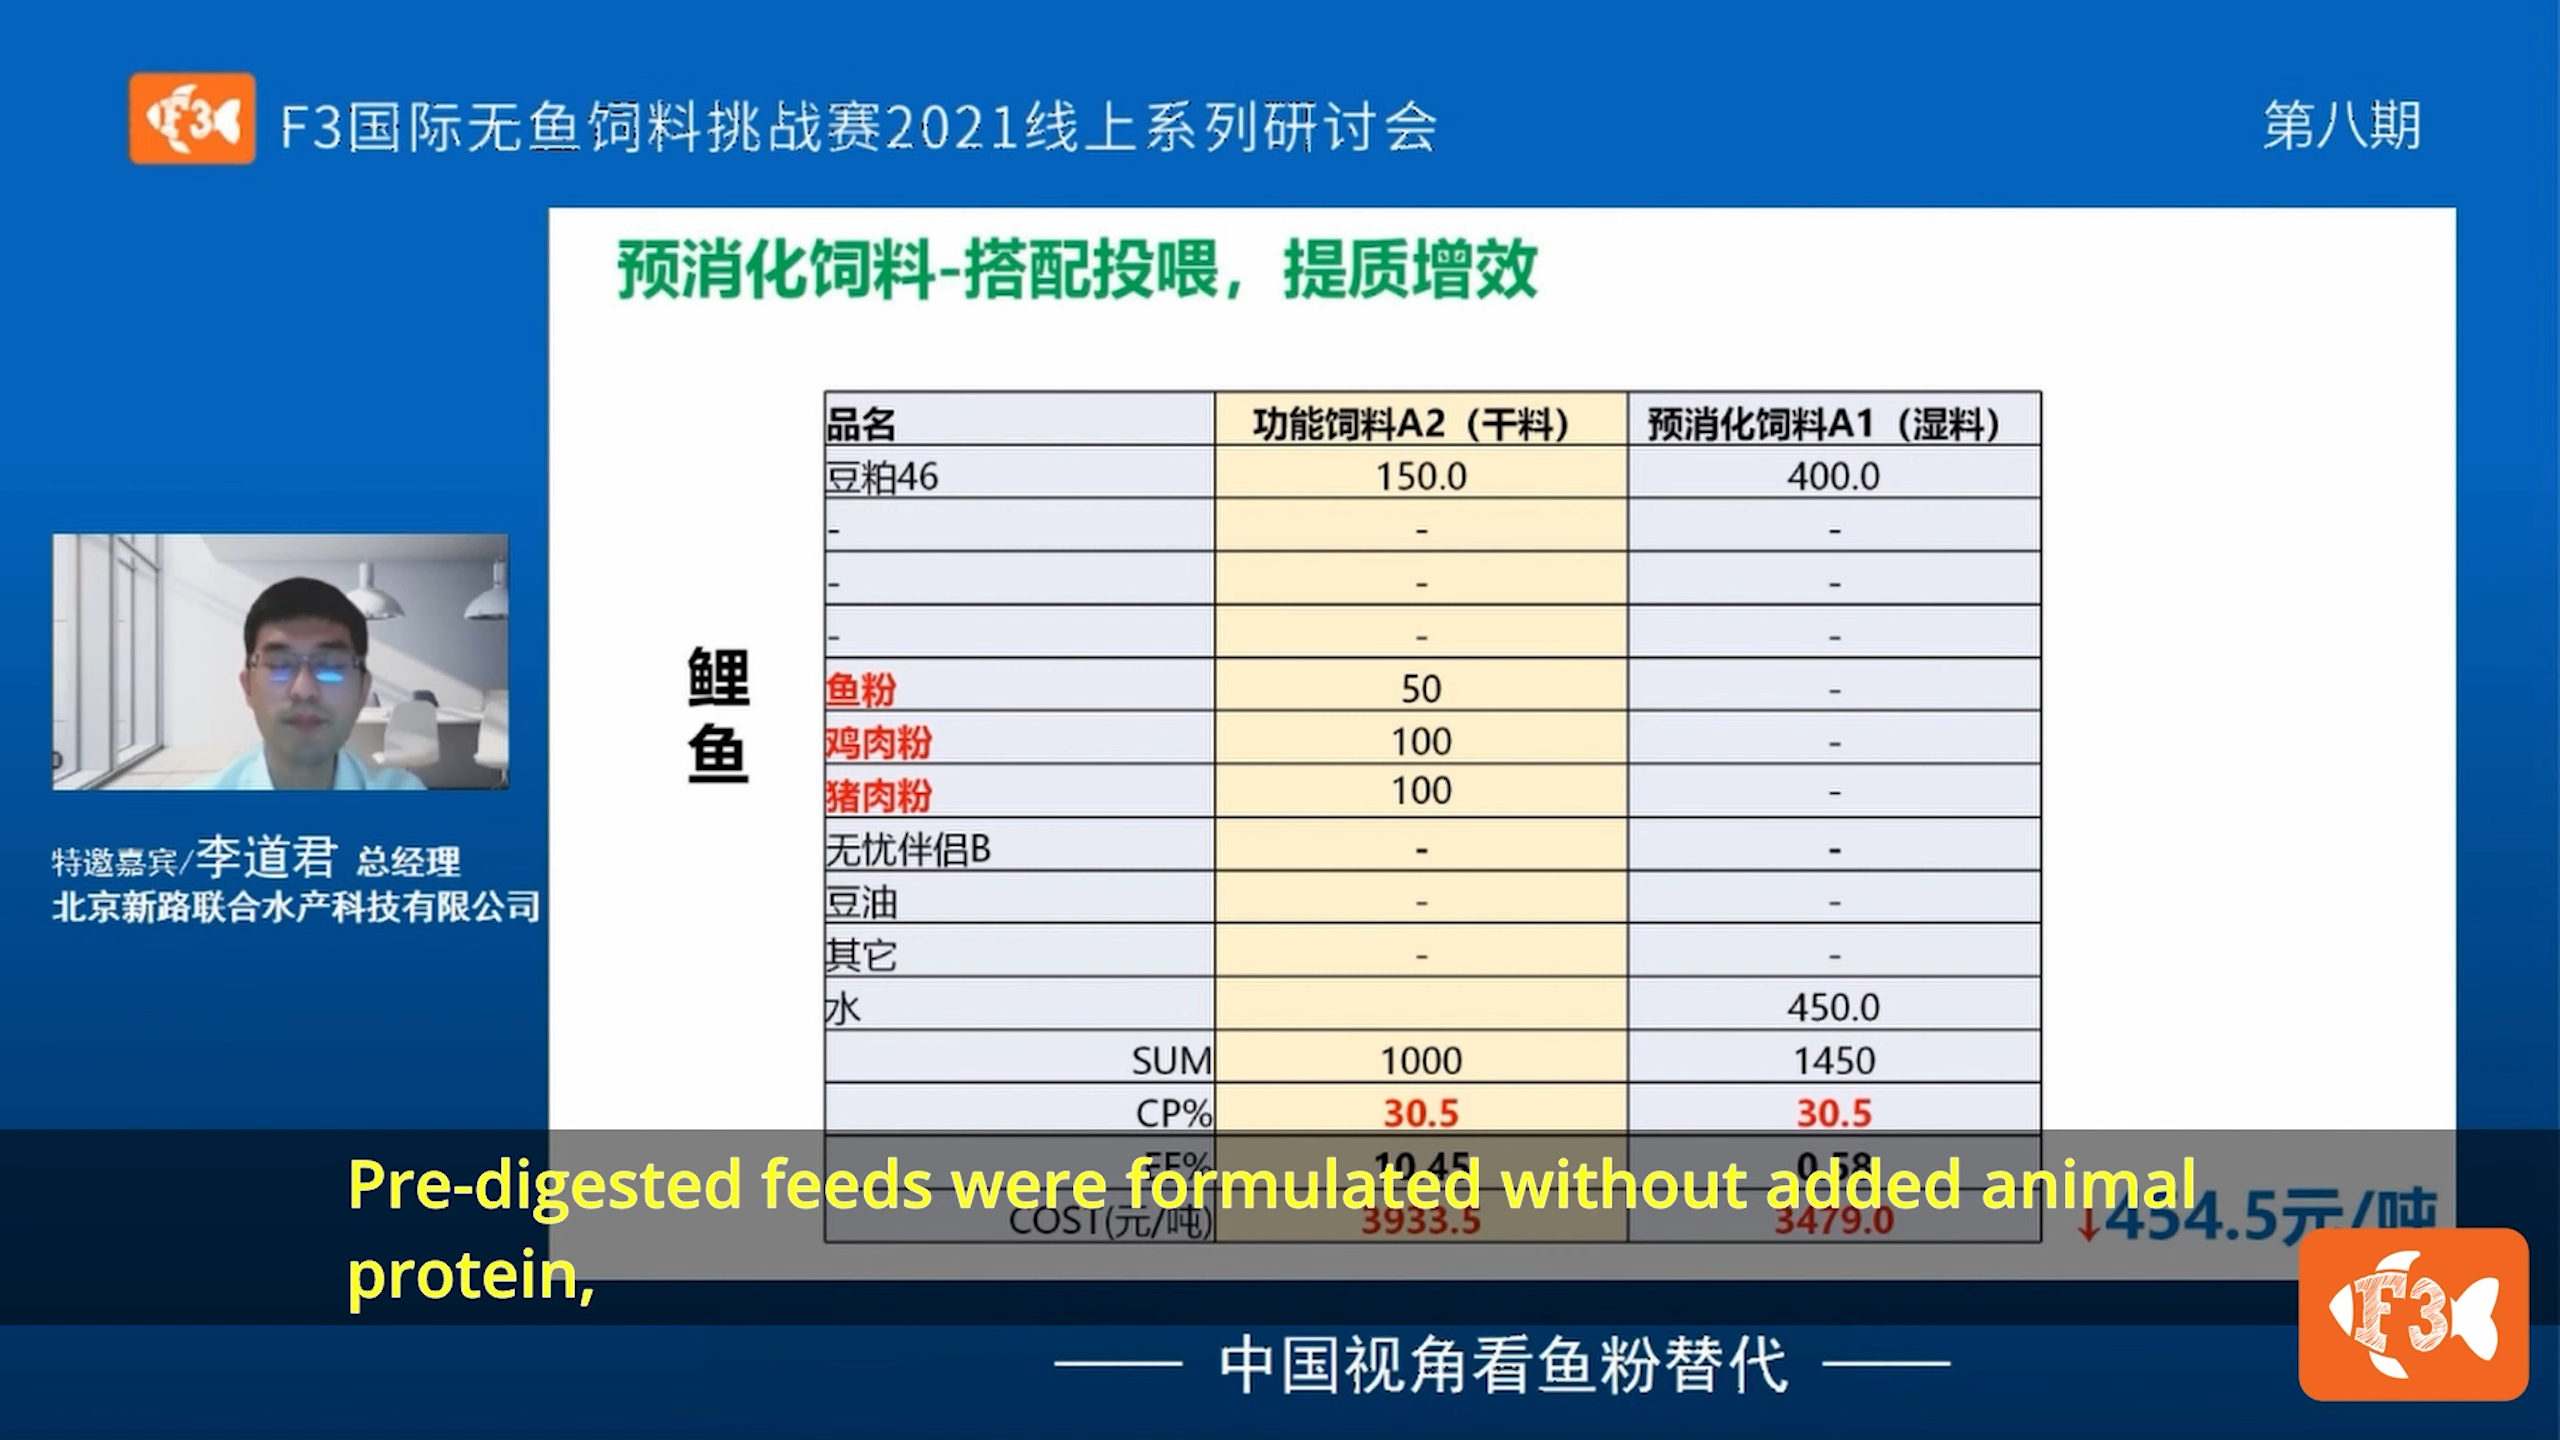 F3
F3国际无鱼饲料挑战赛2021线上系列研讨会
第八期
预消化饲料-搭配投喂，提质增效
鲤鱼
品名 功能饲料A2（干料） 预消化饲料A1（湿料）
豆粕46 150.0 400.0
- - -
- - -
- - -
鱼粉 50 -
鸡肉粉 100 -
猪肉粉 100 -
无忧伴侣B - -
豆油 - -
其它 - -
水 450.0
SUM 1000 1450
CP% 30.5 30.5
EE% 10.45 0.58
COST(元/吨) 3933.5 3479.0
↓454.5元/吨
特邀嘉宾/李道君 总经理
北京新路联合水产科技有限公司
Pre-digested feeds were formulated without added animal
protein,
中国视角看鱼粉替代
F3